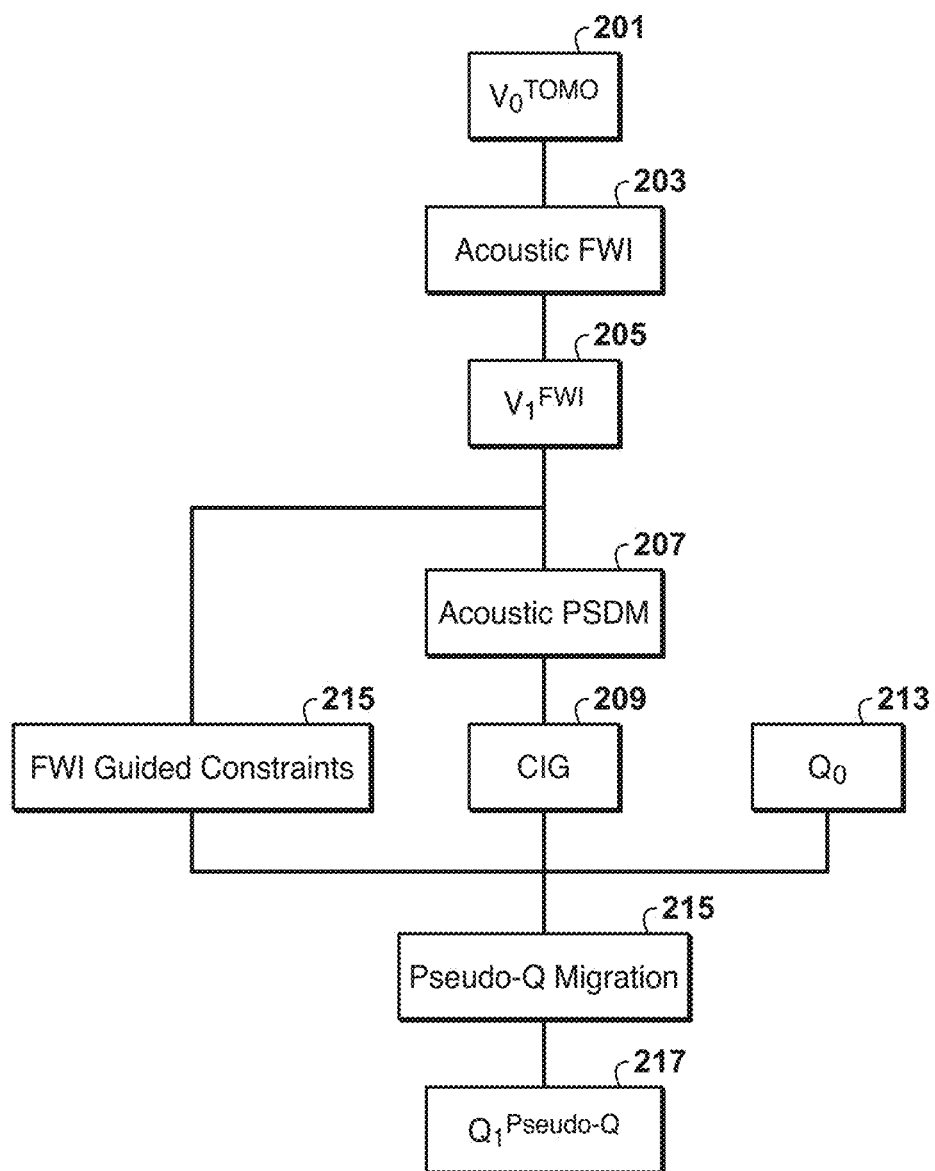 201
V₀ᵀᴼᴹᴼ
203
Acoustic FWI
205
V₁ᶠᵂᴵ
207
Acoustic PSDM
215
FWI Guided Constraints
209
CIG
213
Q₀
215
Pseudo-Q Migration
217
Q₁Pseudo-Q